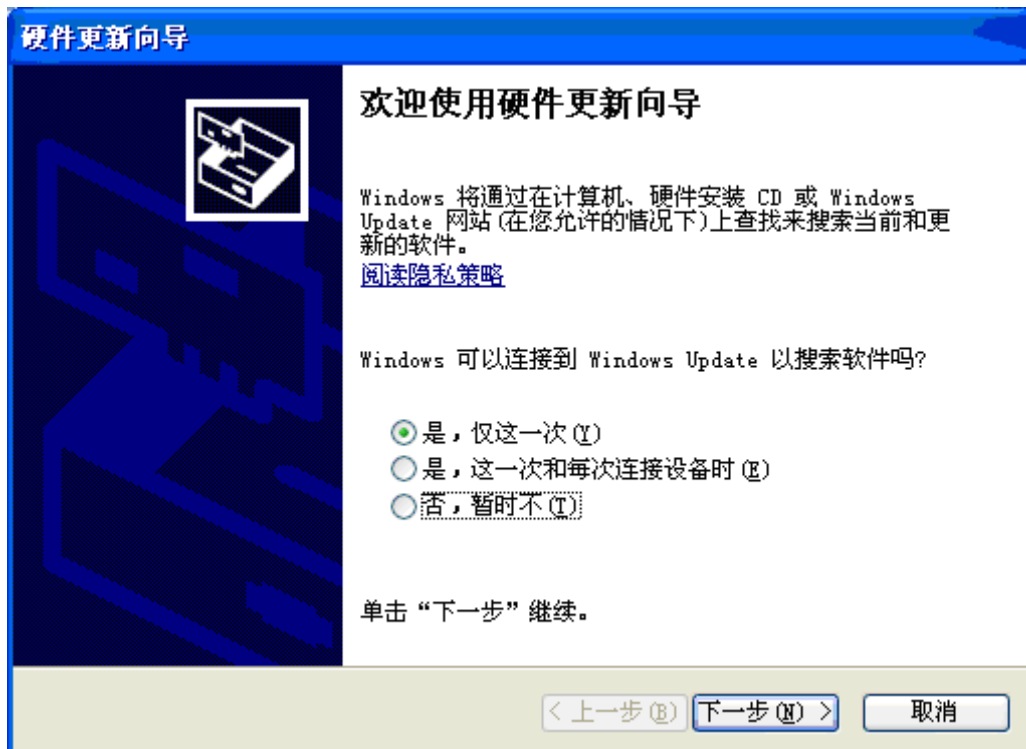 硬件更新向导
欢迎使用硬件更新向导
Windows 将通过在计算机、硬件安装 CD 或 Windows
Update 网站(在您允许的情况下)上查找来搜索当前和更
新的软件。
阅读隐私策略
Windows 可以连接到 Windows Update 以搜索软件吗?
是，仅这一次(Y)
是，这一次和每次连接设备时(E)
否，暂时不(T)
单击“下一步”继续。
< 上一步(B) 下一步(N) > 取消